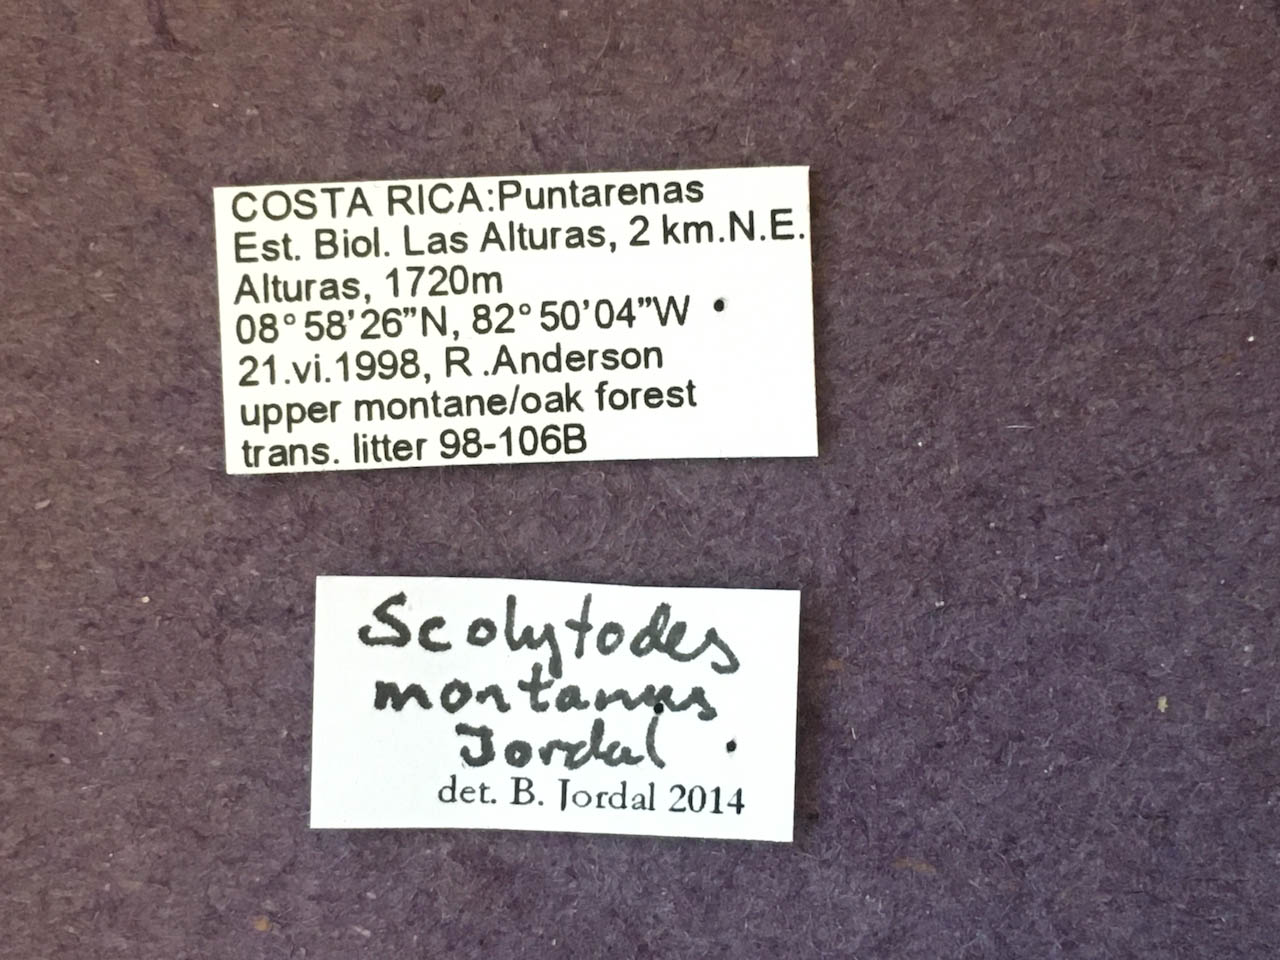 COSTA RICA:Puntarenas
Est. Biol. Las Alturas, 2 km.N.E.
Alturas, 1720m
08°58'26”N, 82°50'04”W
21.vi.1998, R .Anderson
upper montane/oak forest
trans. litter 98-106B
Scolytodes
montanus
Jordal
det. B. Jordal 2014